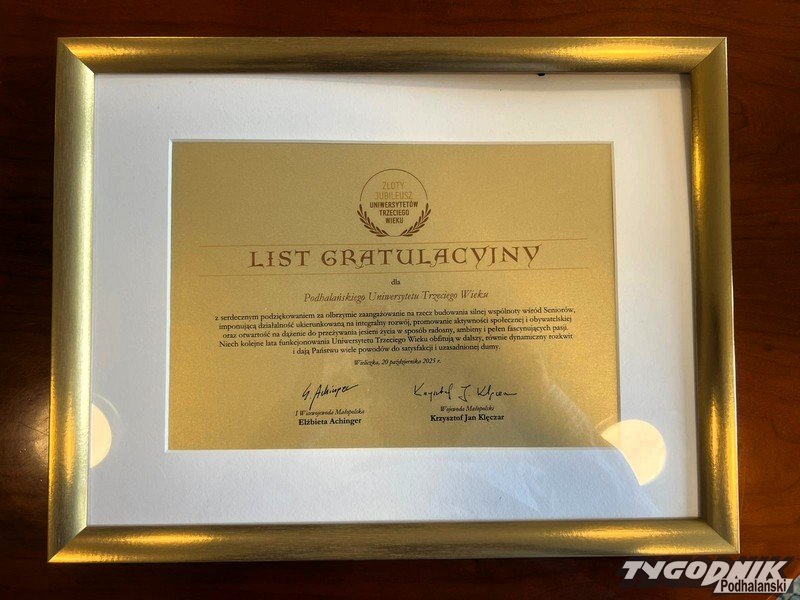 ZŁOTY
JUBILEUSZ
UNIWERSYTETÓW
TRZECIEGO
WIEKU
LIST GRATULACYJNY
dla
Podhalańskiego Uniwersytetu Trzeciego Wieku
z serdecznym podziękowaniem za olbrzymie zaangażowanie na rzecz budowania silnej wspólnoty wśród Seniorów,
imponującą działalność ukierunkowaną na integralny rozwój, promowanie aktywności społecznej i obywatelskiej
oraz otwartość na dążenie do przeżywania jesieni życia w sposób radosny, ambitny i pełen fascynujących pasji.
Niech kolejne lata funkcjonowania Uniwersytetu Trzeciego Wieku obfitują w dalszy, równie dynamiczny rozkwit
i dają Państwu wiele powodów do satysfakcji i uzasadnionej dumy.
Wieliczka, 20 października 2025 r.
E. Achinger
Krzysztof J. Klęczar
I Wicewojewoda Małopolska
Elżbieta Achinger
Wojewoda Małopolski
Krzysztof Jan Klęczar
TYGODNIK
Podhalański